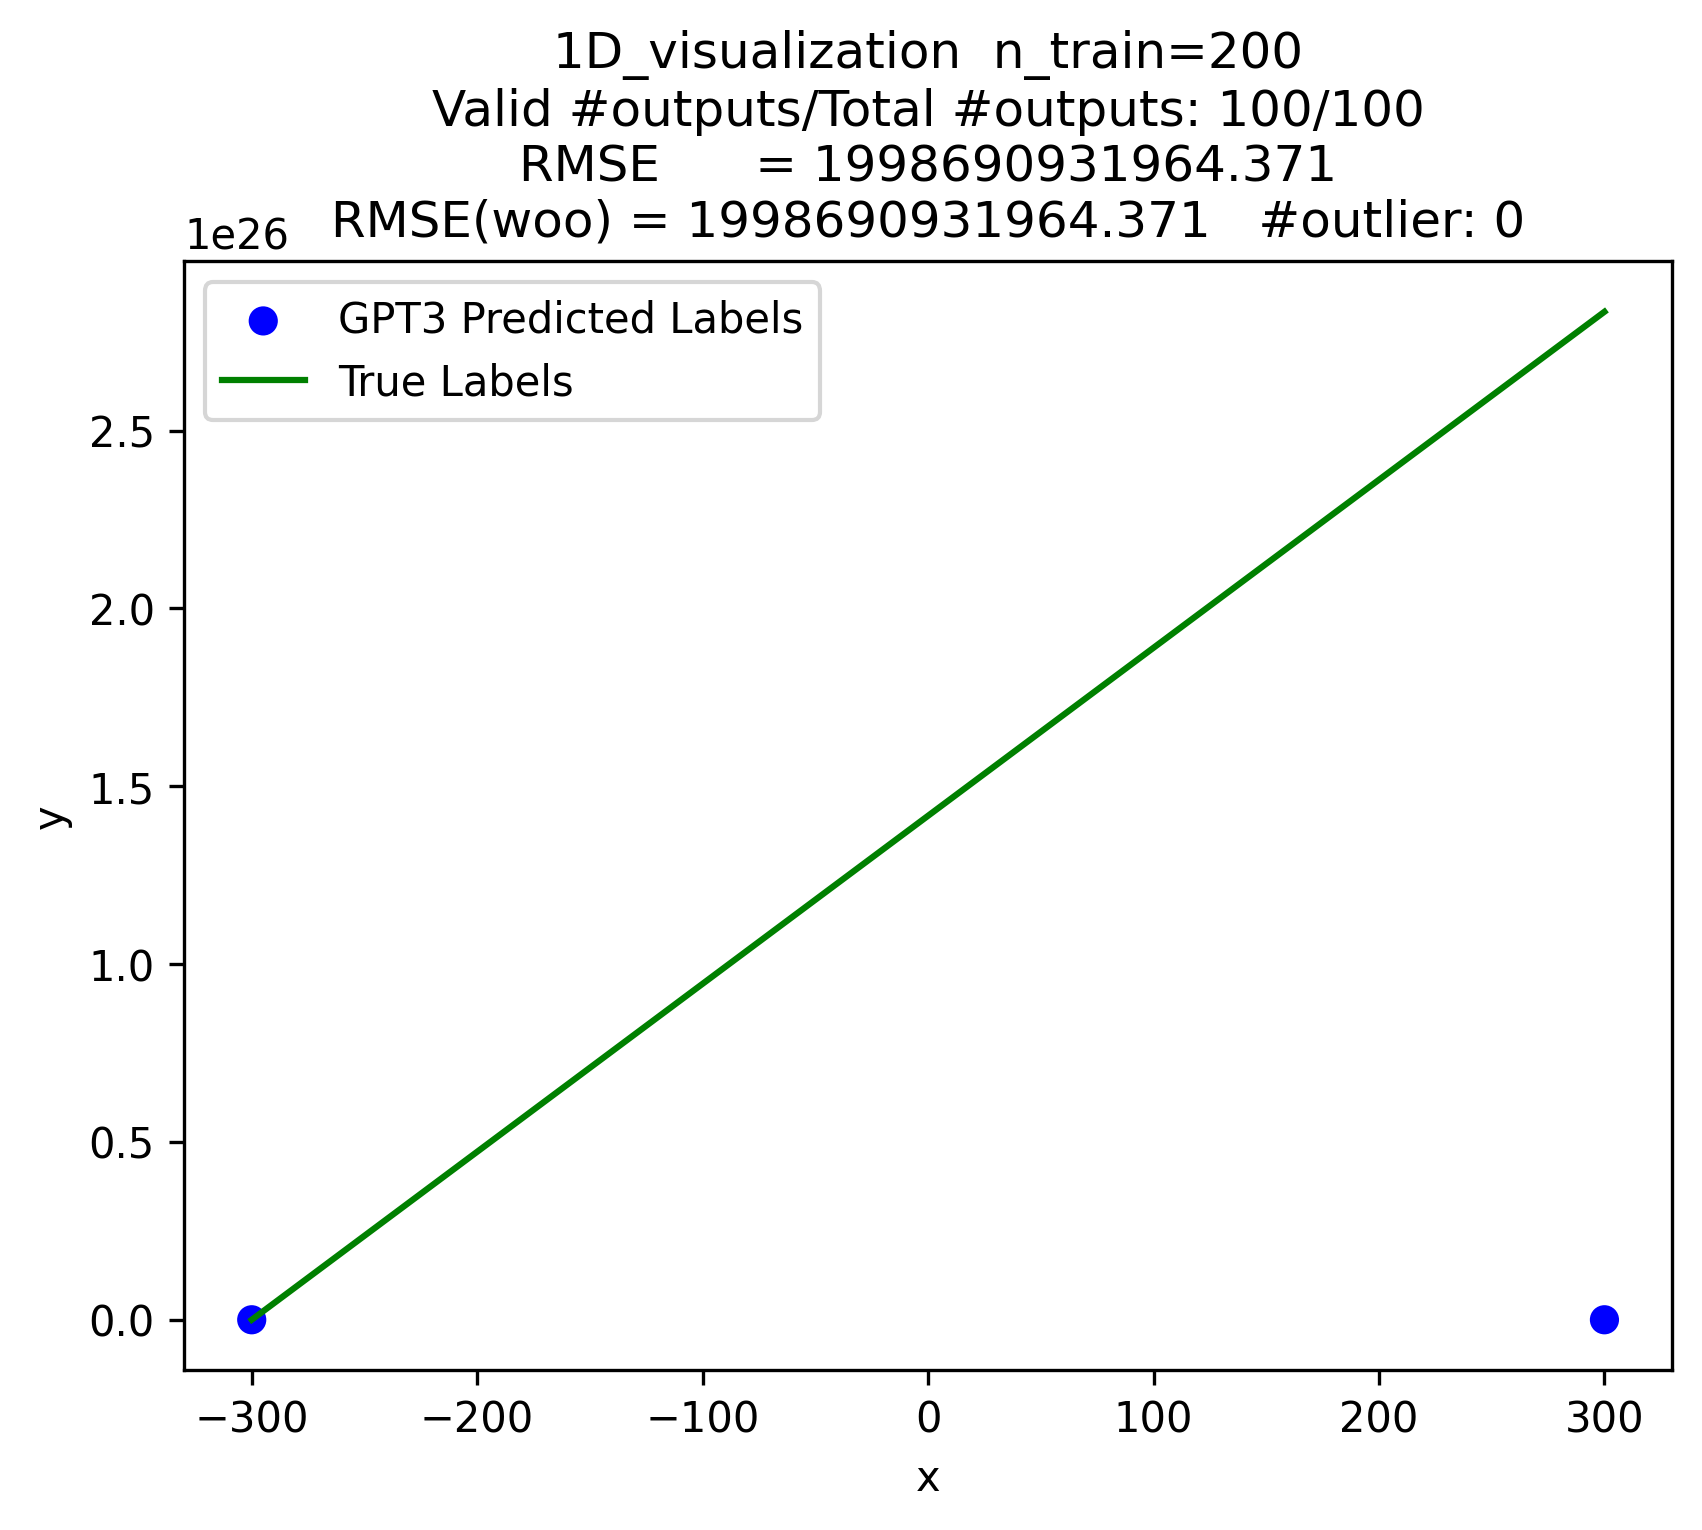 1D_visualization n_train=200
Valid #outputs/Total #outputs: 100/100
RMSE = 1998690931964.371
RMSE(woo) = 1998690931964.371 #outlier: 0
1e26
GPT3 Predicted Labels
True Labels
2.5
2.0
1.5
1.0
0.5
0.0
y
−300 −200 −100 0 100 200 300
x